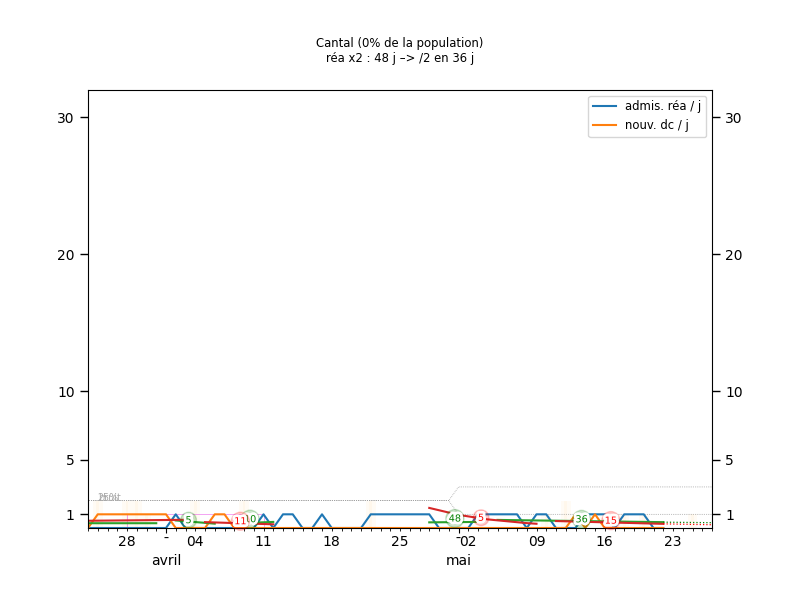 Cantal (0% de la population)
réa x2 : 48 j –> /2 en 36 j
admis. réa / j
nouv. dc / j
30 30
20 20
10 10
5 5
1 1
5 11 48 5 36 15
28 - 04 11 18 25 02 09 16 23
avril mai